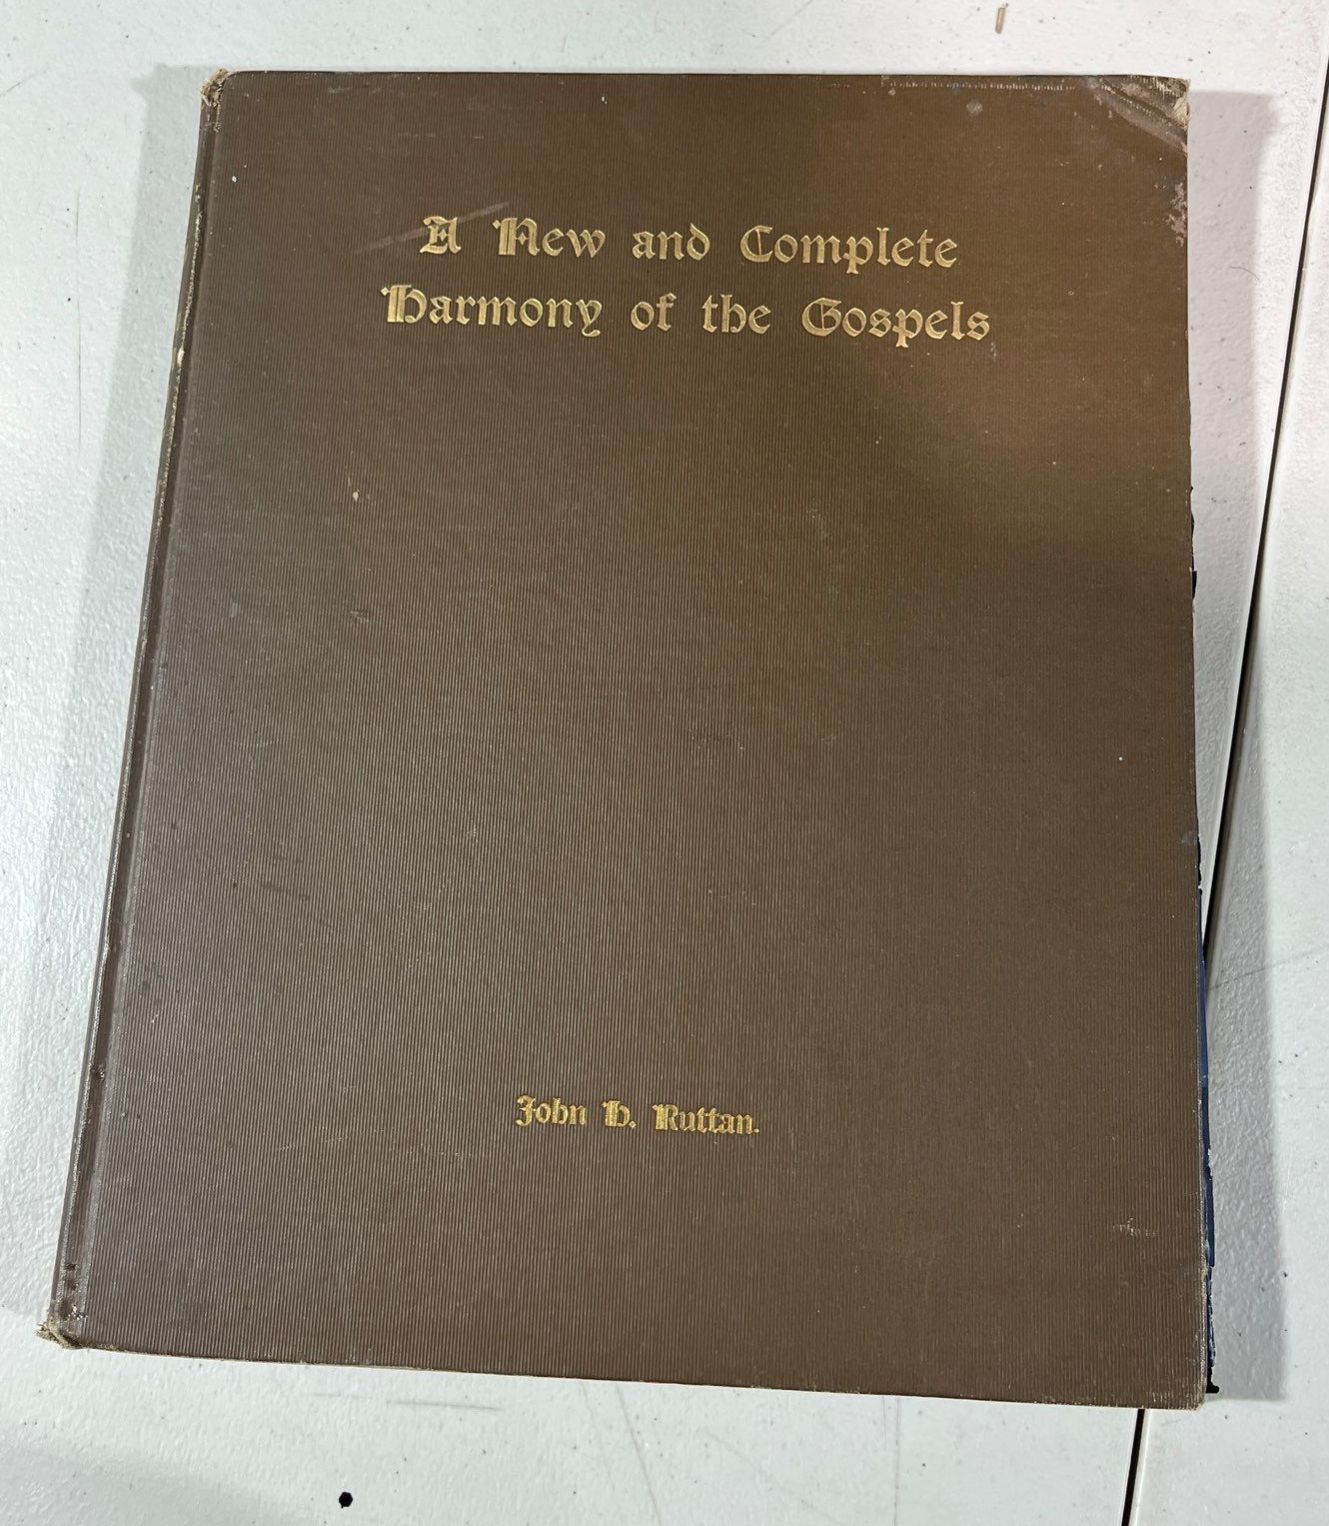 A New and Complete
Harmony of the Gospels
John H. Ruttan.